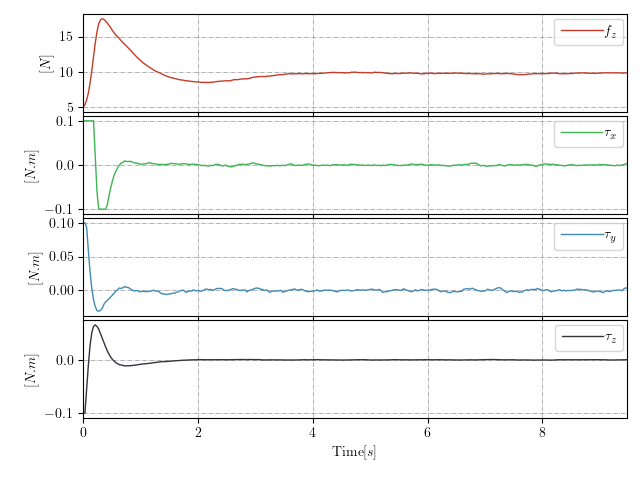 15
10
5
[N]
f_z
0.1
0.0
−0.1
[N.m]
τ_x
0.10
0.05
0.00
[N.m]
τ_y
0.0
−0.1
[N.m]
τ_z
0 2 4 6 8
Time[s]